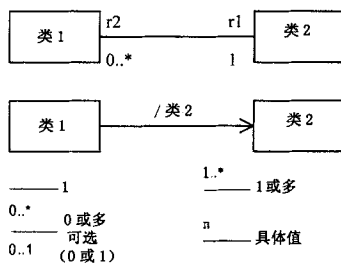 类1 r2 r1 类2
0..* 1
类1 /类2 类2
1 1..* 1或多
0..* 0或多
可选 n 具体值
0..1 (0或1)